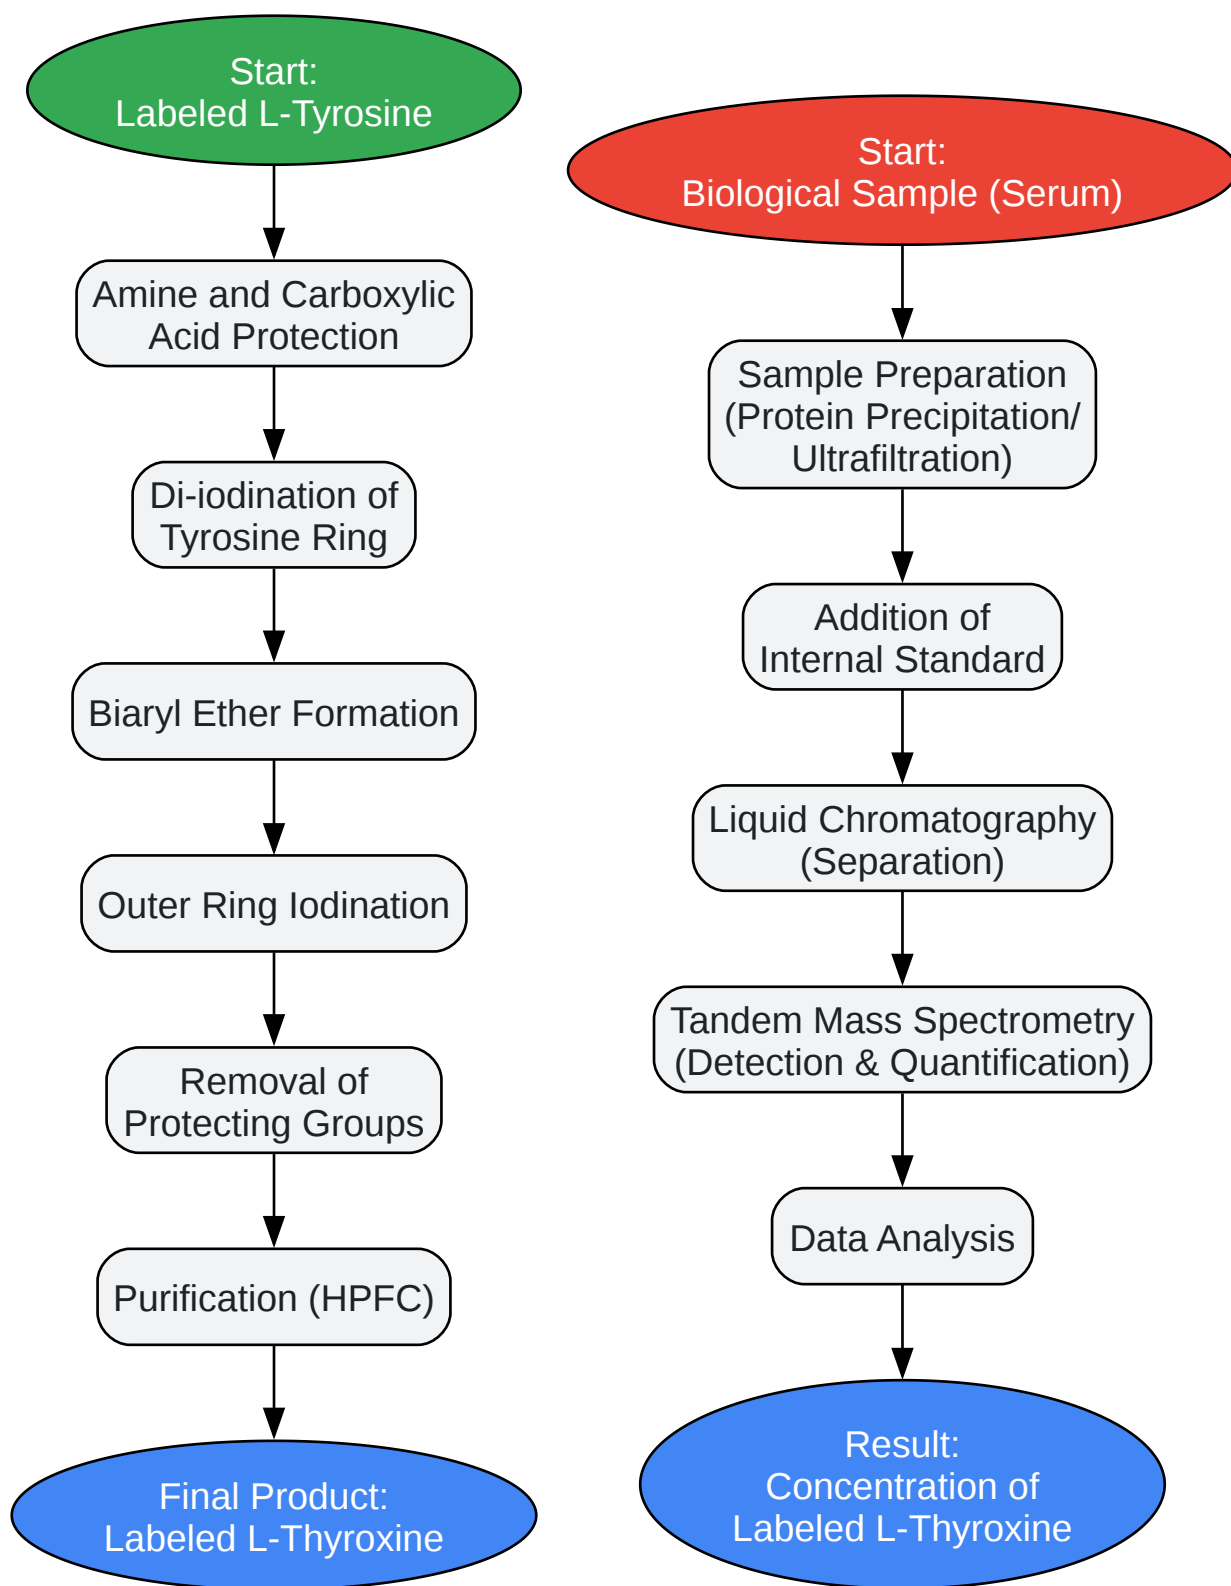 Start:
Labeled L-Tyrosine
Amine and Carboxylic
Acid Protection
Di-iodination of
Tyrosine Ring
Biaryl Ether Formation
Outer Ring Iodination
Removal of
Protecting Groups
Purification (HPFC)
Final Product:
Labeled L-Thyroxine
Start:
Biological Sample (Serum)
Sample Preparation
(Protein Precipitation/
Ultrafiltration)
Addition of
Internal Standard
Liquid Chromatography
(Separation)
Tandem Mass Spectrometry
(Detection & Quantification)
Data Analysis
Result:
Concentration of
Labeled L-Thyroxine